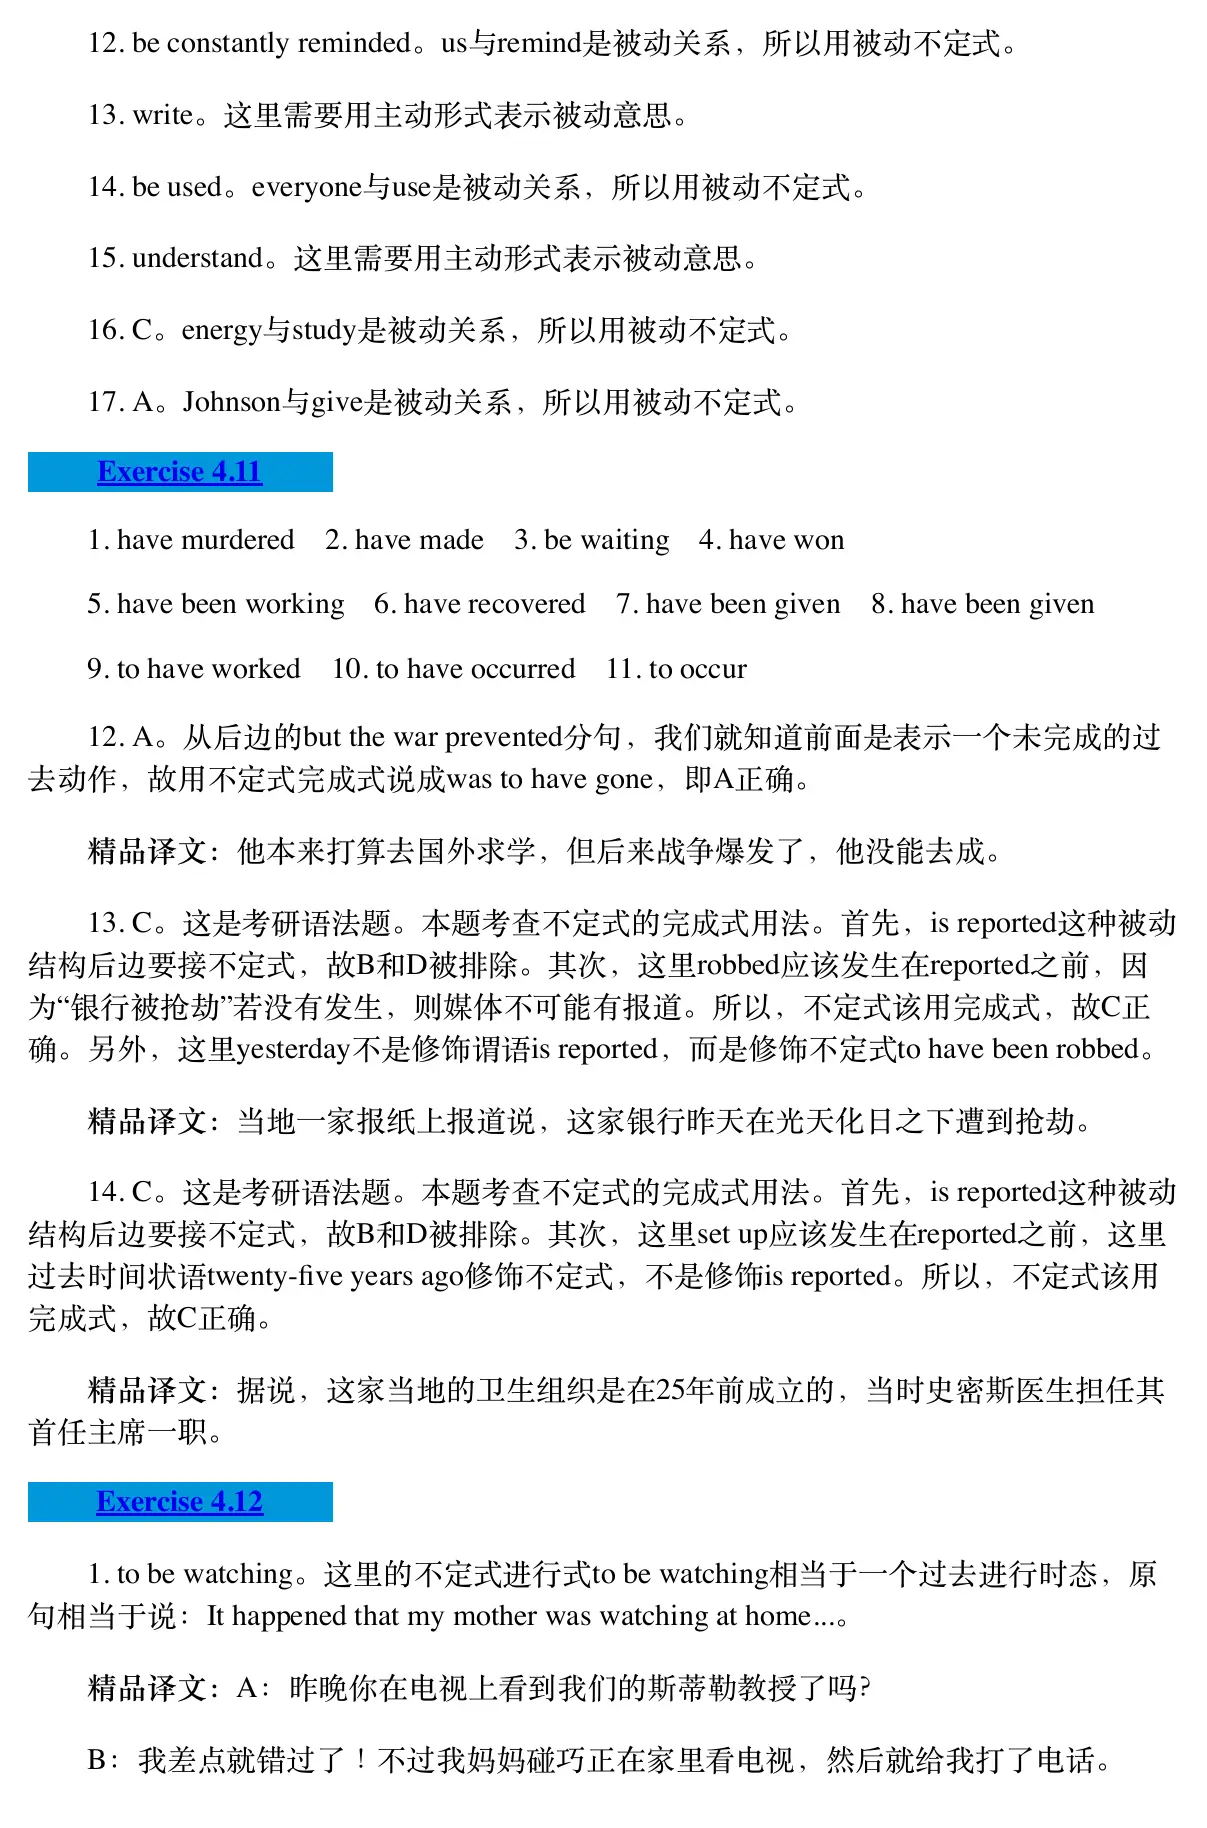 12. be constantly reminded。us与remind是被动关系，所以用被动不定式。
13. write。这里需要用主动形式表示被动意思。
14. be used。everyone与use是被动关系，所以用被动不定式。
15. understand。这里需要用主动形式表示被动意思。
16. C。energy与study是被动关系，所以用被动不定式。
17. A。Johnson与give是被动关系，所以用被动不定式。
Exercise 4.11
1. have murdered 2. have made 3. be waiting 4. have won
5. have been working 6. have recovered 7. have been given 8. have been given
9. to have worked 10. to have occurred 11. to occur
12. A。从后边的but the war prevented分句，我们就知道前面是表示一个未完成的过
去动作，故用不定式完成式说成was to have gone，即A正确。
精品译文：他本来打算去国外求学，但后来战争爆发了，他没能去成。
13. C。这是考研语法题。本题考查不定式的完成式用法。首先，is reported这种被动
结构后边要接不定式，故B和D被排除。其次，这里robbed应该发生在reported之前，因
为“银行被抢劫”若没有发生，则媒体不可能有报道。所以，不定式该用完成式，故C正
确。另外，这里yesterday不是修饰谓语is reported，而是修饰不定式to have been robbed。
精品译文：当地一家报纸上报道说，这家银行昨天在光天化日之下遭到抢劫。
14. C。这是考研语法题。本题考查不定式的完成式用法。首先，is reported这种被动
结构后边要接不定式，故B和D被排除。其次，这里set up应该发生在reported之前，这里
过去时间状语twenty-five years ago修饰不定式，不是修饰is reported。所以，不定式该用
完成式，故C正确。
精品译文：据说，这家当地的卫生组织是在25年前成立的，当时史密斯医生担任其
首任主席一职。
Exercise 4.12
1. to be watching。这里的不定式进行式to be watching相当于一个过去进行时态，原
句相当于说：It happened that my mother was watching at home...。
精品译文：A：昨晚你在电视上看到我们的斯蒂勒教授了吗？
B：我差点就错过了！不过我妈妈碰巧正在家里看电视，然后就给我打了电话。